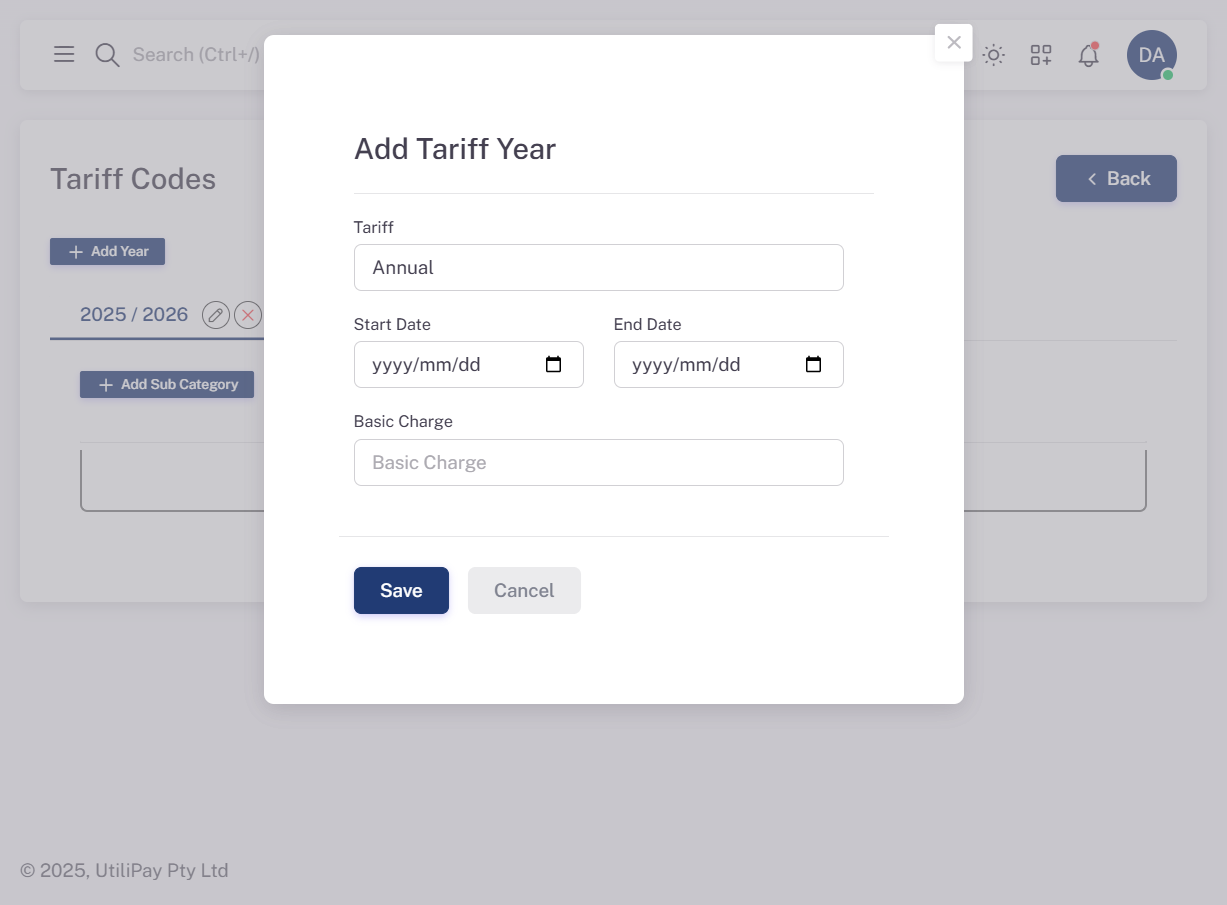 Search (Ctrl+/)
DA
Tariff Codes
Back
Add Year
2025 / 2026
Add Sub Category
Add Tariff Year
Tariff
Annual
Start Date
End Date
yyyy/mm/dd
yyyy/mm/dd
Basic Charge
Basic Charge
Save
Cancel
© 2025, UtiliPay Pty Ltd